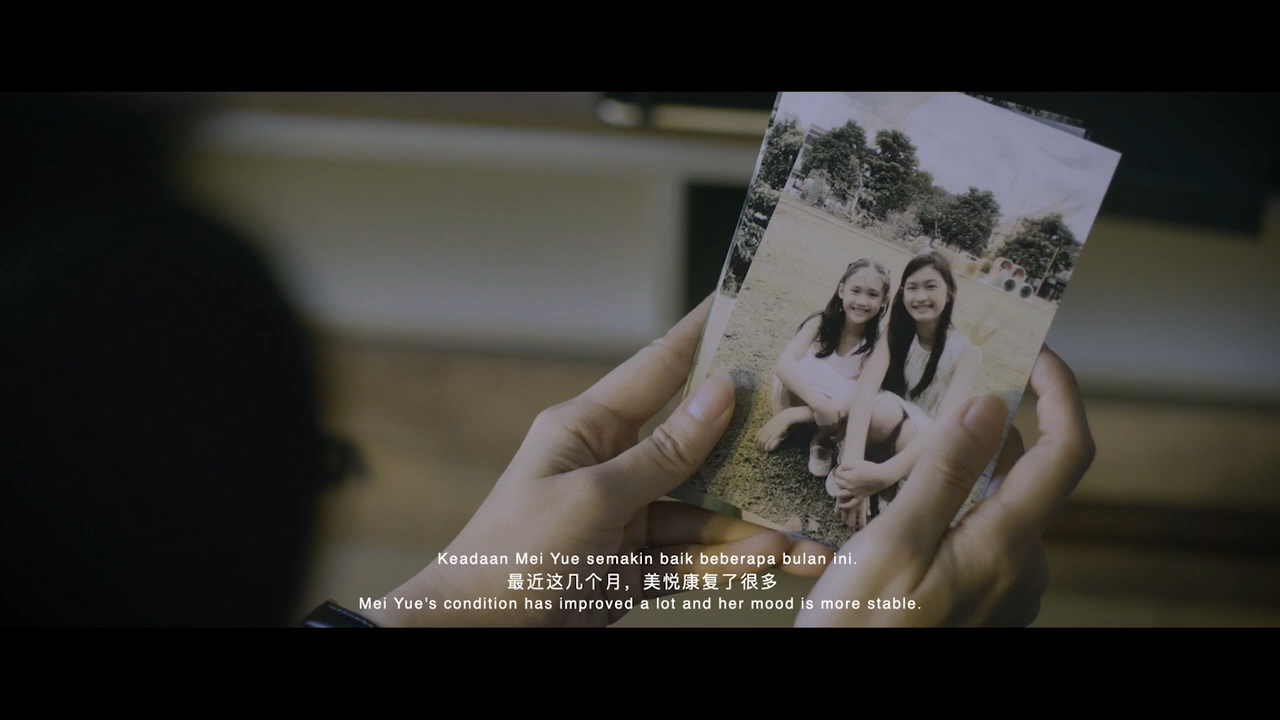 Keadaan Mei Yue semakin baik beberapa bulan ini.
最近这几个月，美悦康复了很多
Mei Yue's condition has improved a lot and her mood is more stable.